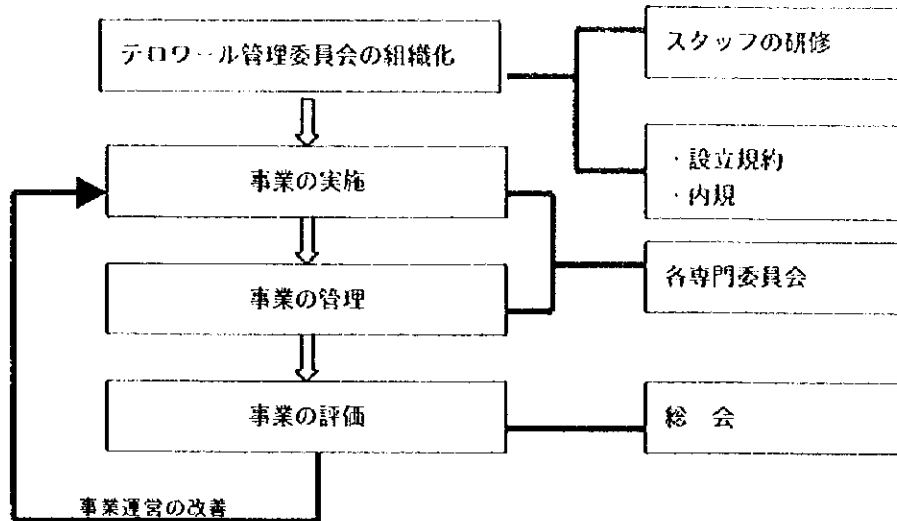 テロワール管理委員会の組織化
スタッフの研修
・設立規約
・内規
事業の実施
各専門委員会
事業の管理
事業の評価
総 会
事業運営の改善